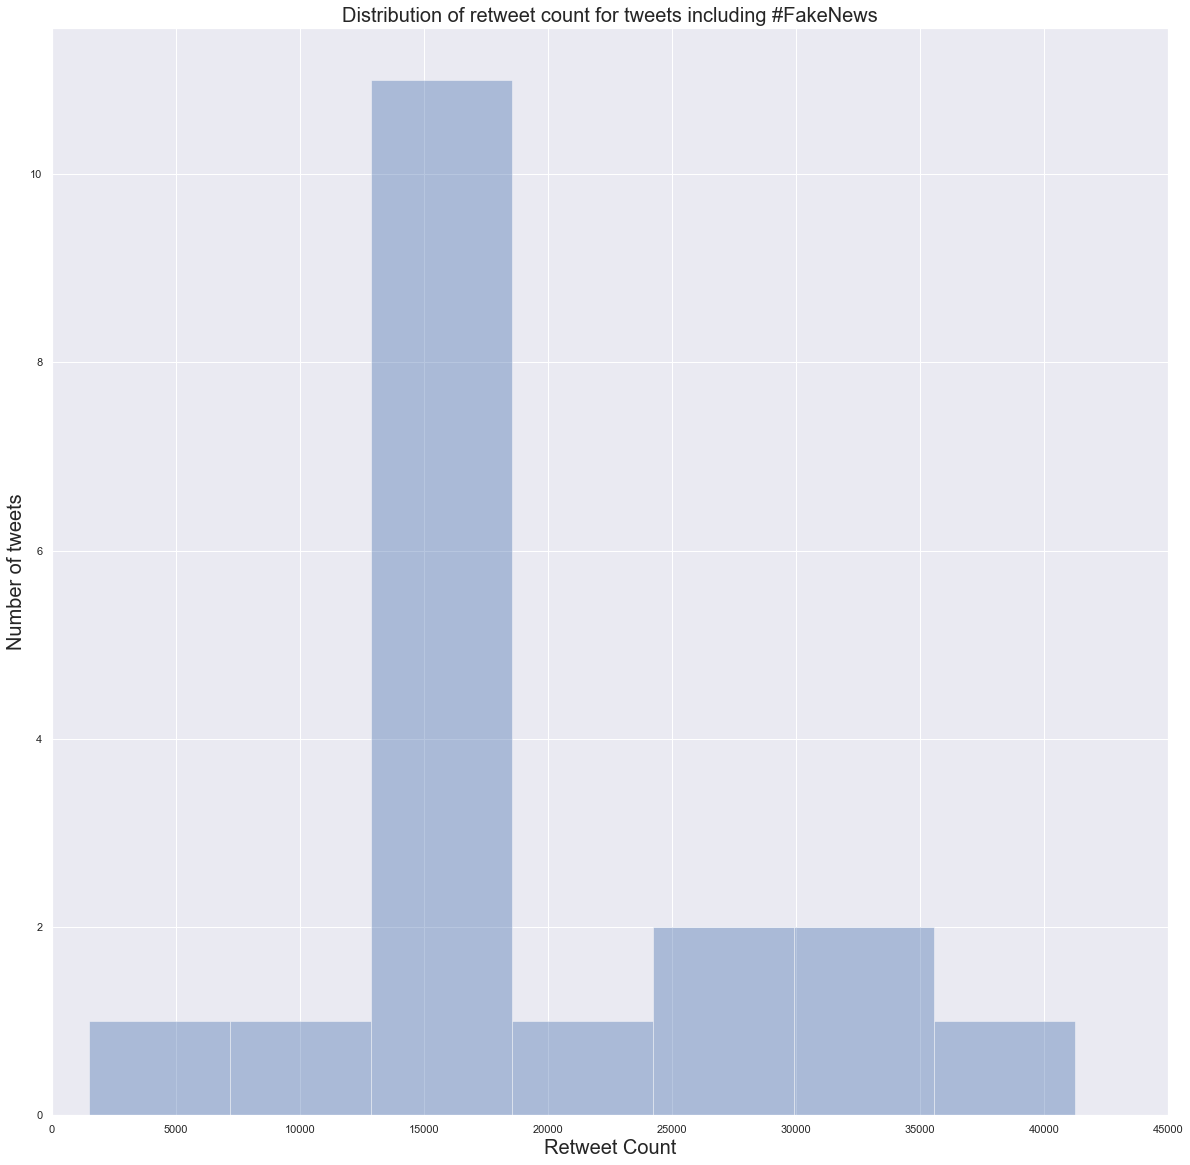 Distribution of retweet count for tweets including #FakeNews
Number of tweets
10
8
6
4
2
0
0 5000 10000 15000 20000 25000 30000 35000 40000 45000
Retweet Count